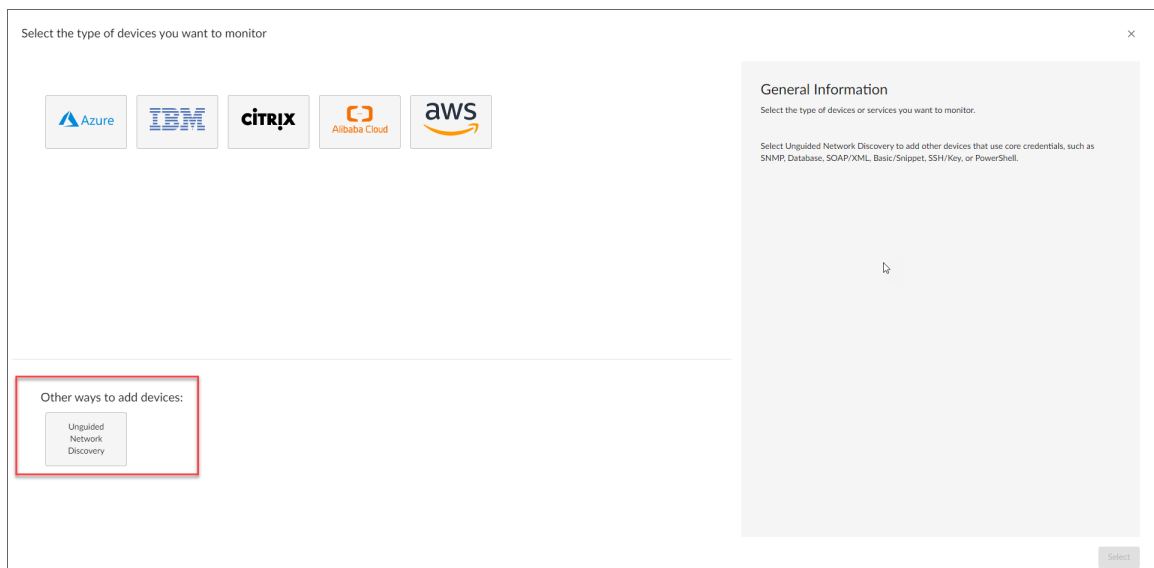 Select the type of devices you want to monitor
×
Azure
IBM
CİTRIX
Alibaba Cloud
aws
General Information
Select the type of devices or services you want to monitor.
Select Unguided Network Discovery to add other devices that use core credentials, such as
SNMP, Database, SOAP/XML, Basic/Snippet, SSH/Key, or PowerShell.
Other ways to add devices:
Unguided
Network
Discovery
Select